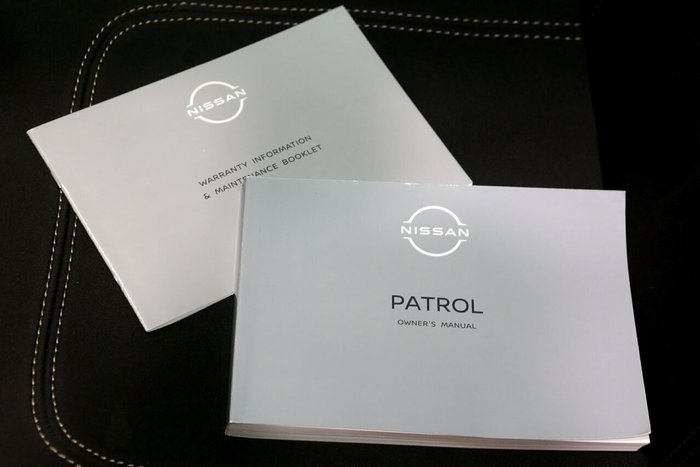 NISSAN
WARRANTY INFORMATION
& MAINTENANCE BOOKLET
NISSAN
PATROL
OWNER'S MANUAL